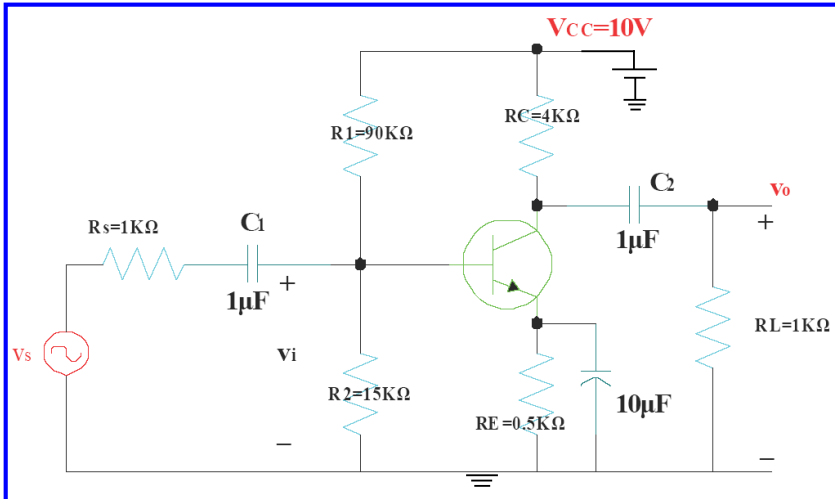 Vcc=10V
R1=90KΩ
RC=4KΩ
C2
vo
Rs=1KΩ
C1
+
1μF
+
1μF
RL=1KΩ
vs
vi
R2=15KΩ
10μF
RE=0.5KΩ
−
−